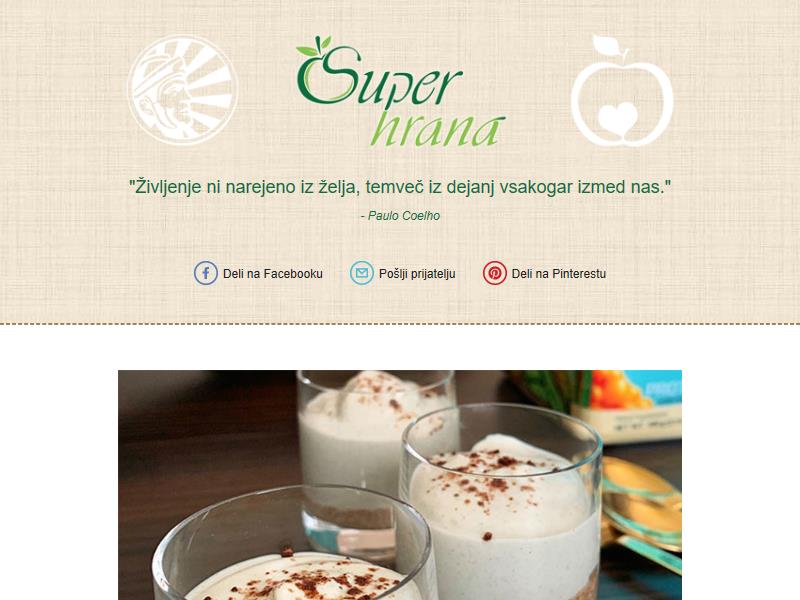 Super
hrana
"Življenje ni narejeno iz želja, temveč iz dejanj vsakogar izmed nas."
- Paulo Coelho
Deli na Facebooku
Pošlji prijatelju
Deli na Pinterestu